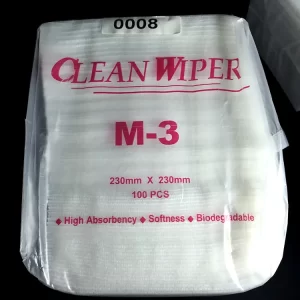 0008
CLEAN WIPER
M-3
230mm X 230mm
100 PCS
◆ High Absorbency ◆ Softness ◆ Biodegradable